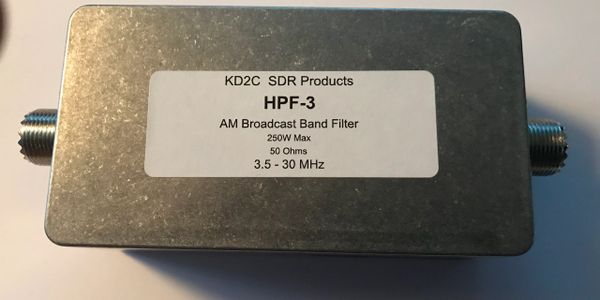 KD2C SDR Products
HPF-3
AM Broadcast Band Filter
250W Max
50 Ohms
3.5 - 30 MHz